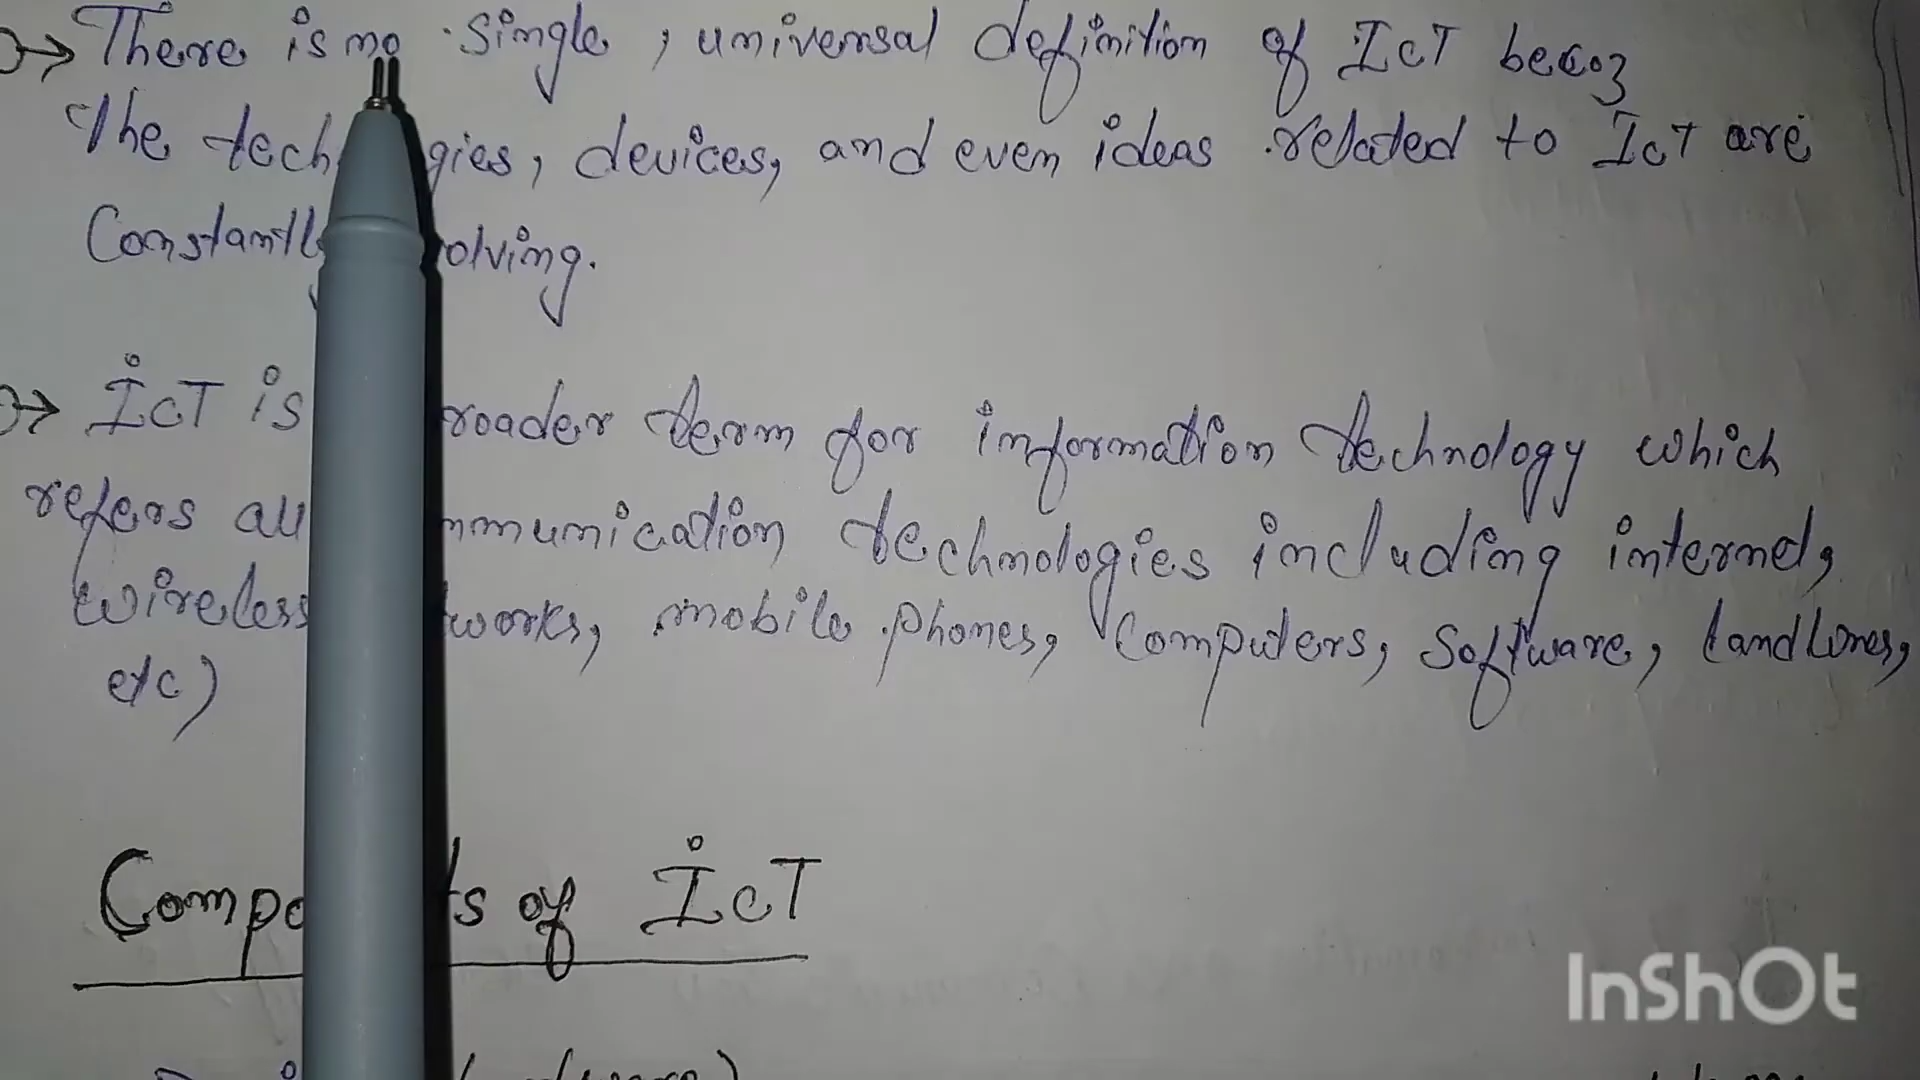 There is no single, universal definition of ICT becoz
The tech gies, devices, and even ideas related to ICT are
Constantl olving.
ICT is roader term for information technology which
refers all mmunication technologies including internet,
wireless tworks, mobile phones, Computers, Software, landlines,
etc)
Compo ts of ICT
InShOt